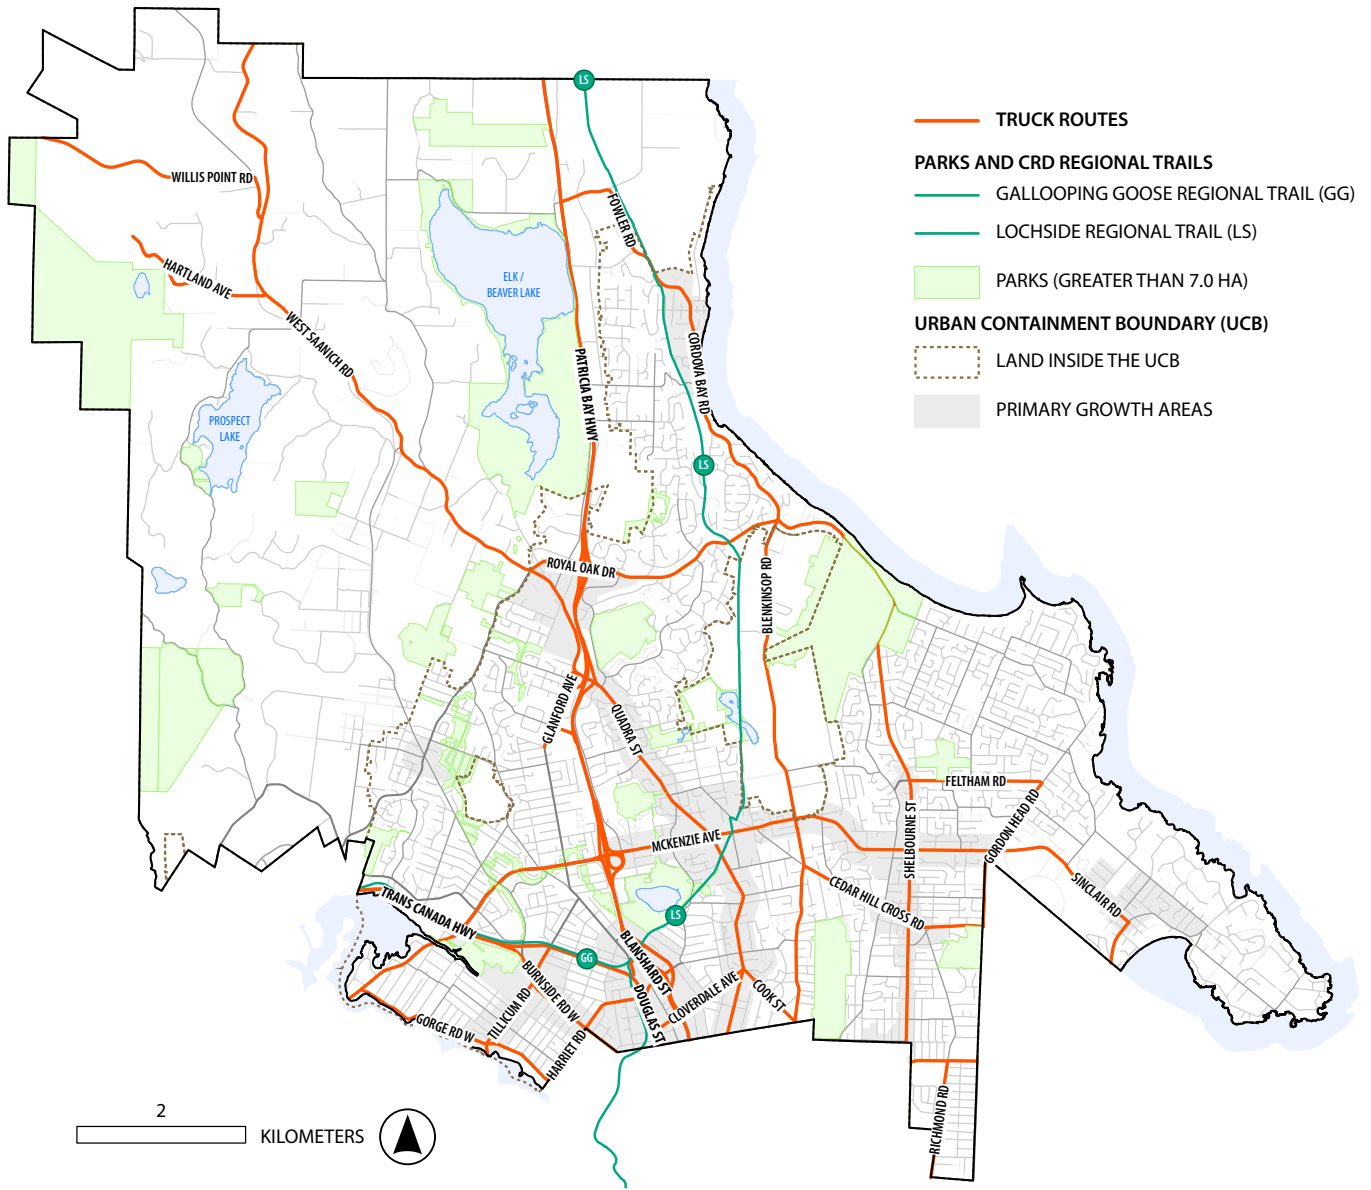 LS
TRUCK ROUTES
PARKS AND CRD REGIONAL TRAILS
GALLOOPING GOOSE REGIONAL TRAIL (GG)
LOCHSIDE REGIONAL TRAIL (LS)
PARKS (GREATER THAN 7.0 HA)
URBAN CONTAINMENT BOUNDARY (UCB)
LAND INSIDE THE UCB
PRIMARY GROWTH AREAS
WILLIS POINT RD
FOWLER RD
HARTLAND AVE
ELK /
BEAVER LAKE
WEST SAANICH RD
PATRICIA BAY HWY
CORDOVA BAY RD
PROSPECT
LAKE
LS
ROYAL OAK DR
BLENKINSOP RD
GLANFORD AVE
QUADRA ST
FELTHAM RD
GORDON HEAD RD
SHELBOURNE ST
MCKENZIE AVE
CEDAR HILL CROSS RD
SINCLAIR RD
TRANS CANADA HWY
LS
GG
BLANSHARD ST
BURNSIDE RD W
TILLICUM RD
DOUGLAS ST
CLOVERDALE AVE
COOK ST
GORGE RD W
HARRIET RD
RICHMOND RD
2
KILOMETERS